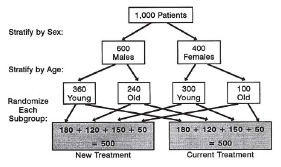 1,000 Patients
Stratify by Sex:
600
Males
400
Females
Stratify by Age:
360
Young
240
Old
300
Young
100
Old
Randomize
Each
Subgroup:
180 + 120 + 150 + 50
= 500
180 + 120 + 150 + 50
= 500
New Treatment
Current Treatment